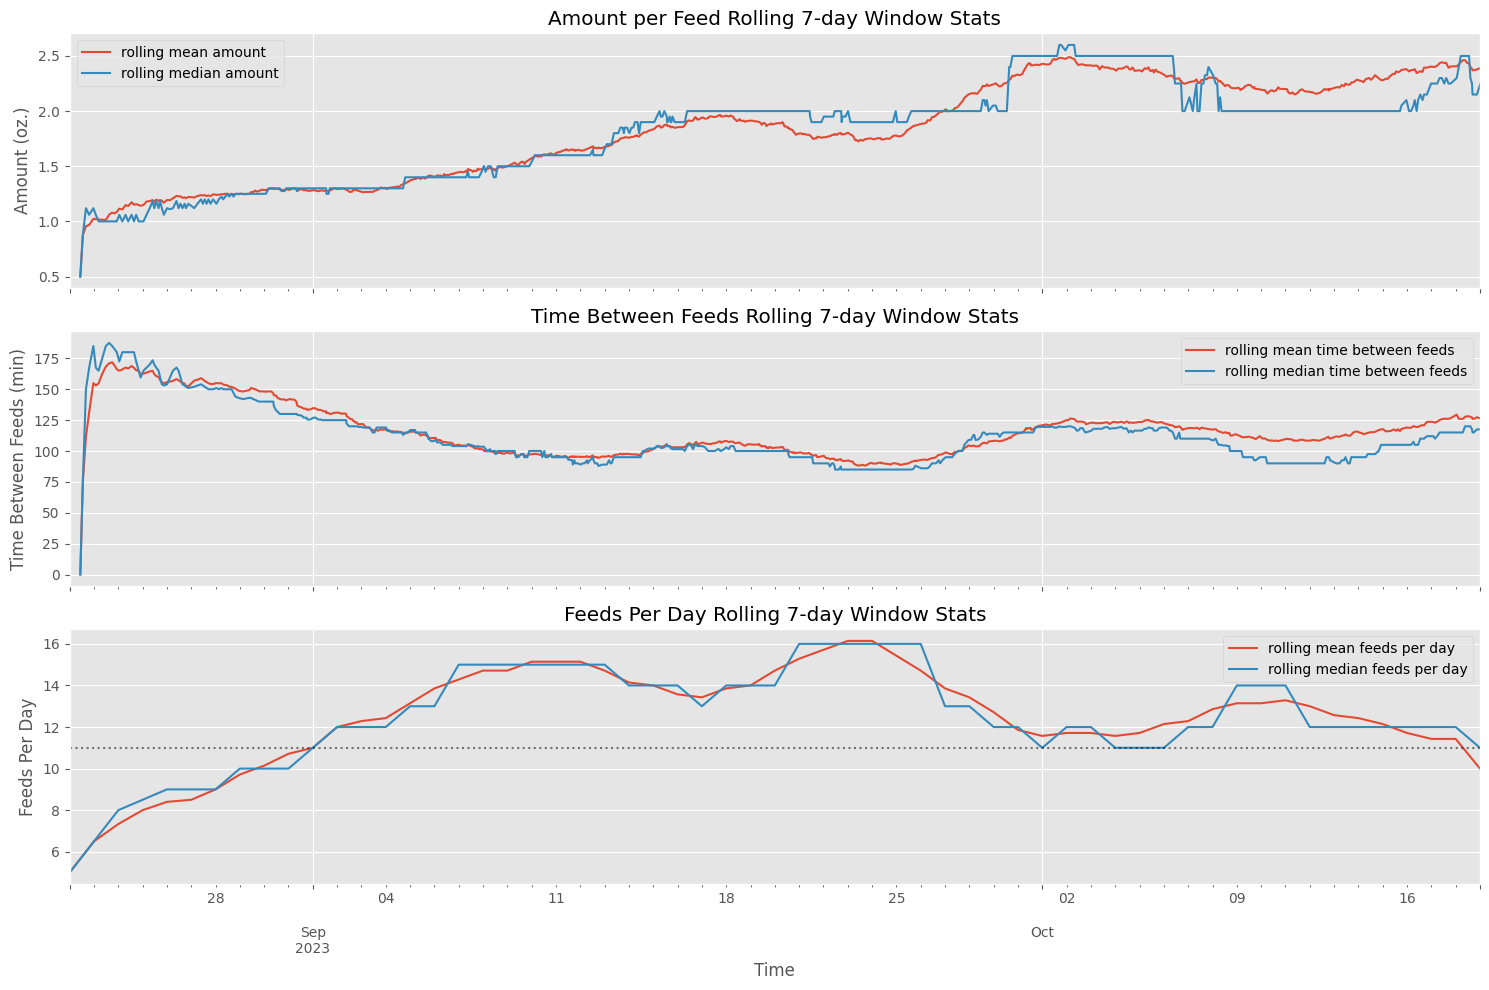 Amount per Feed Rolling 7-day Window Stats
Amount (oz.)
2.5
2.0
1.5
1.0
0.5
rolling mean amount
rolling median amount
Time Between Feeds Rolling 7-day Window Stats
Time Between Feeds (min)
175
150
125
100
75
50
25
0
rolling mean time between feeds
rolling median time between feeds
Feeds Per Day Rolling 7-day Window Stats
Feeds Per Day
16
14
12
10
8
6
rolling mean feeds per day
rolling median feeds per day
28 04 11 18 25 02 09 16
Sep Oct
2023
Time